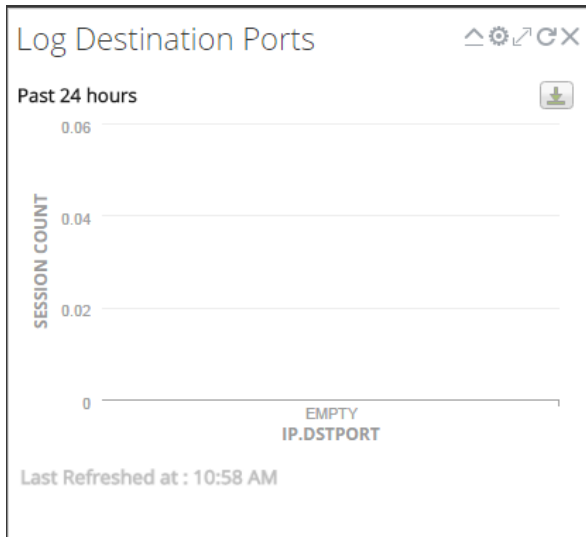 Log Destination Ports
Past 24 hours
0.06
0.04
0.02
0
SESSION COUNT
EMPTY
IP.DSTPORT
Last Refreshed at : 10:58 AM